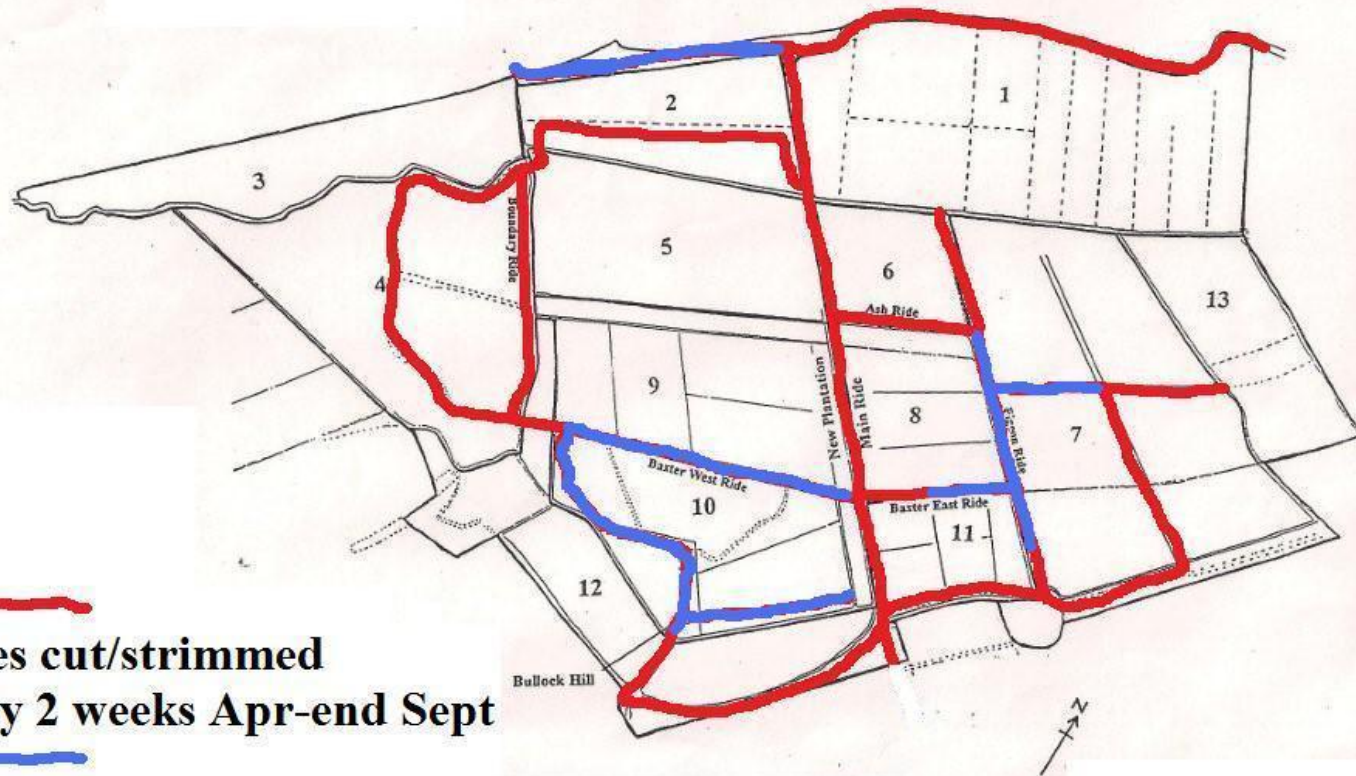 1
2
3
Boundary Ride
5
4
6
13
Ash Ride
9
New Plantation
Main Ride
8
7
Baxter West Ride
10
Baxter East Ride
11
12
es cut/strimmed
y 2 weeks Apr-end Sept
Bullock Hill
Ride
N